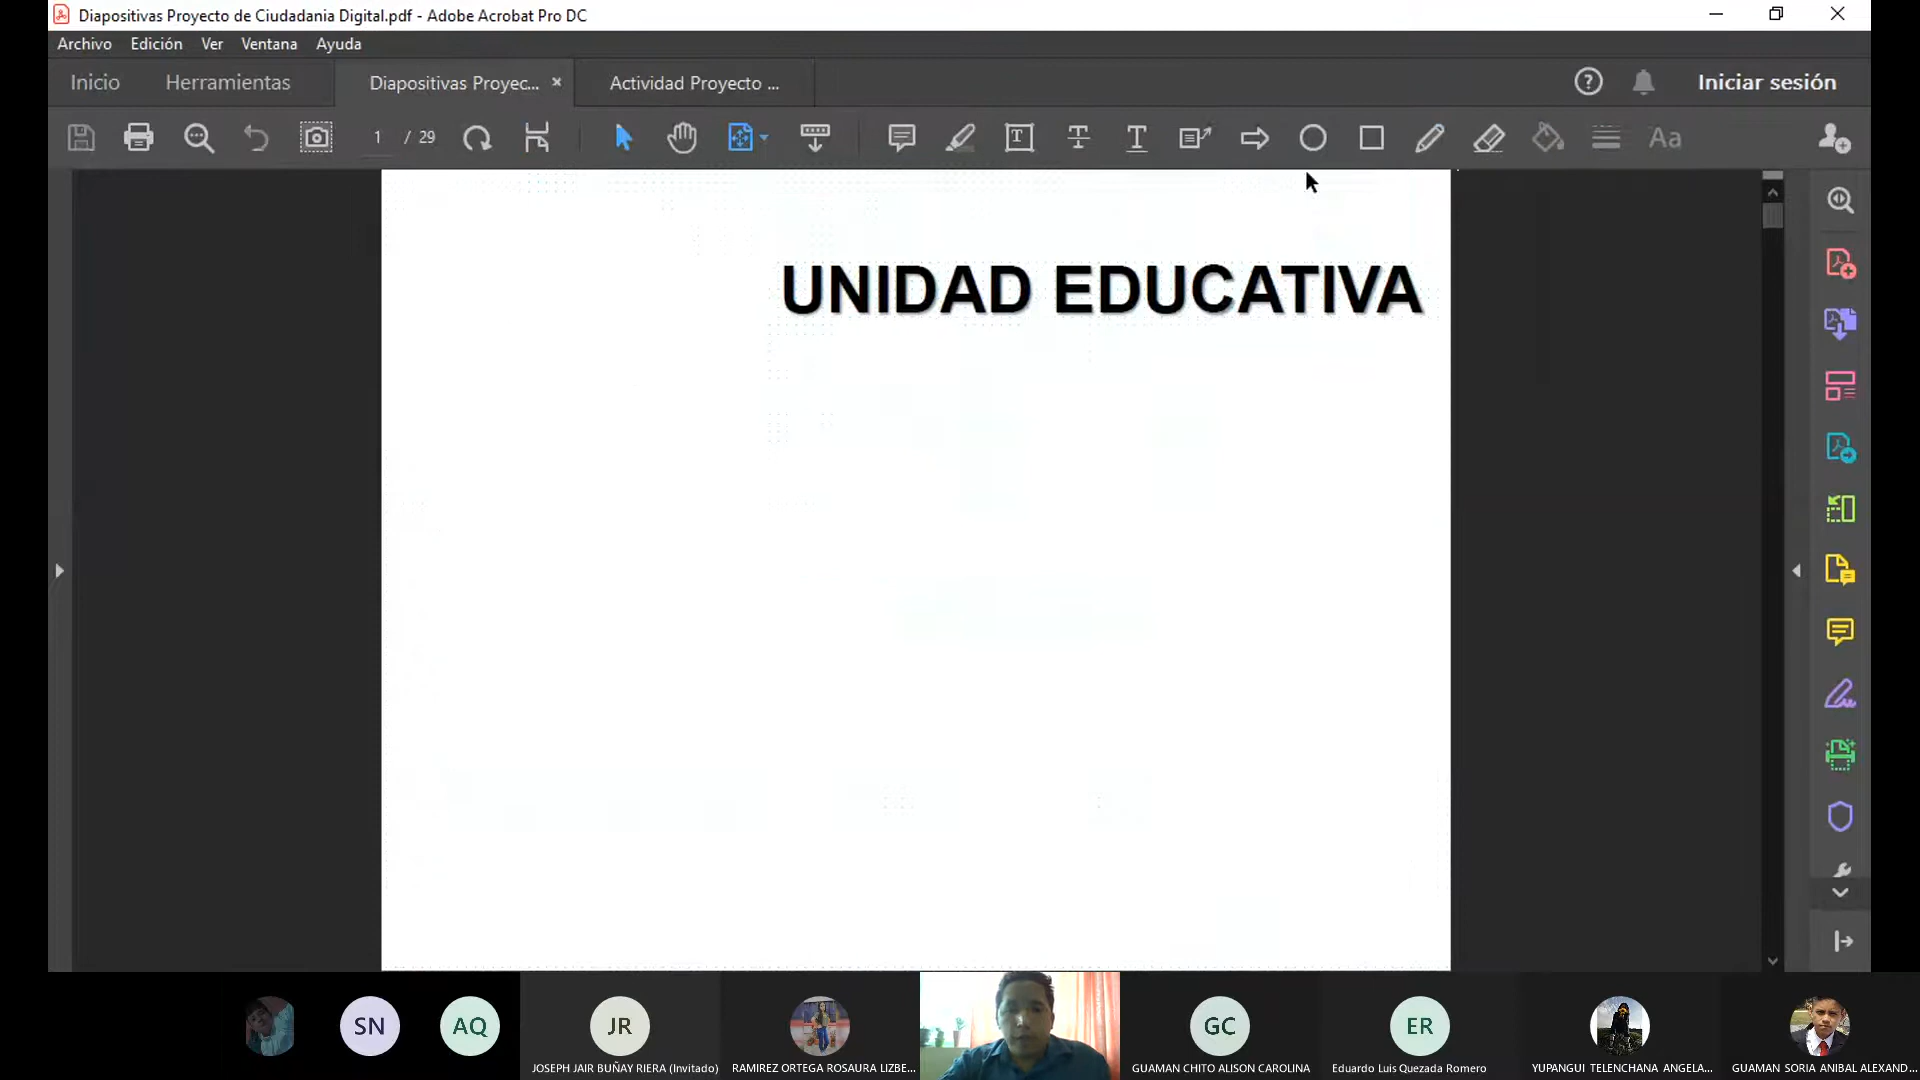 Diapositivas Proyecto de Ciudadania Digital.pdf - Adobe Acrobat Pro DC
Archivo Edición Ver Ventana Ayuda
Inicio Herramientas Diapositivas Proyec... × Actividad Proyecto ... Iniciar sesión
1 / 29 Aa
UNIDAD EDUCATIVA
SN AQ JR GC ER
JOSEPH JAIR BUÑAY RIERA (Invitado) RAMIREZ ORTEGA ROSAURA LIZBE... GUAMAN CHITO ALISON CAROLINA Eduardo Luis Quezada Romero YUPANGUI TELENCHANA ANGELA... GUAMAN SORIA ANIBAL ALEXAND...